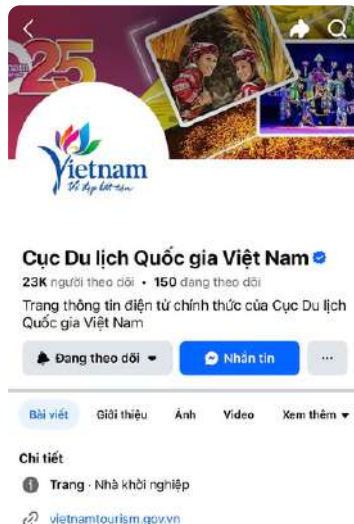 25
Vietnam
Vẻ đẹp bất tận
Cục Du lịch Quốc gia Việt Nam
23K người theo dõi • 150 đang theo dõi
Trang thông tin điện tử chính thức của Cục Du lịch
Quốc gia Việt Nam
Đang theo dõi
Nhắn tin
...
Bài viết
Giới thiệu
Ảnh
Video
Xem thêm
Chi tiết
Trang · Nhà khởi nghiệp
vietnamtourism.gov.vn